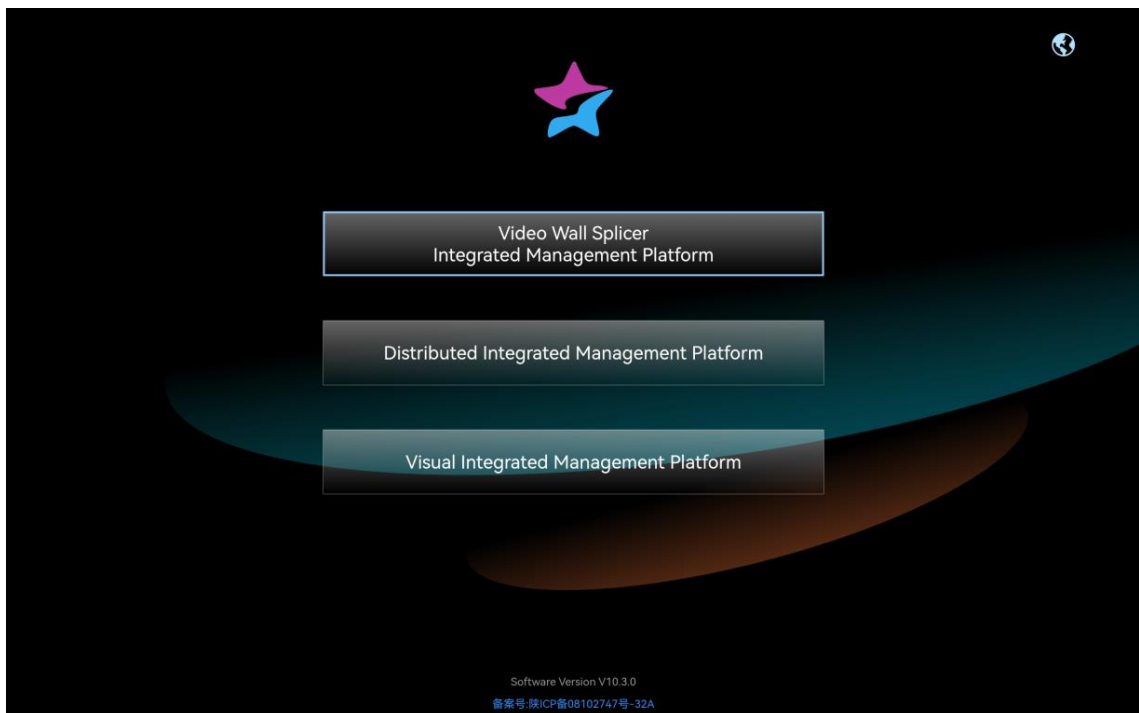 Video Wall Splicer
Integrated Management Platform
Distributed Integrated Management Platform
Visual Integrated Management Platform
Software Version V10.3.0
备案号:陕ICP备08102747号-32A